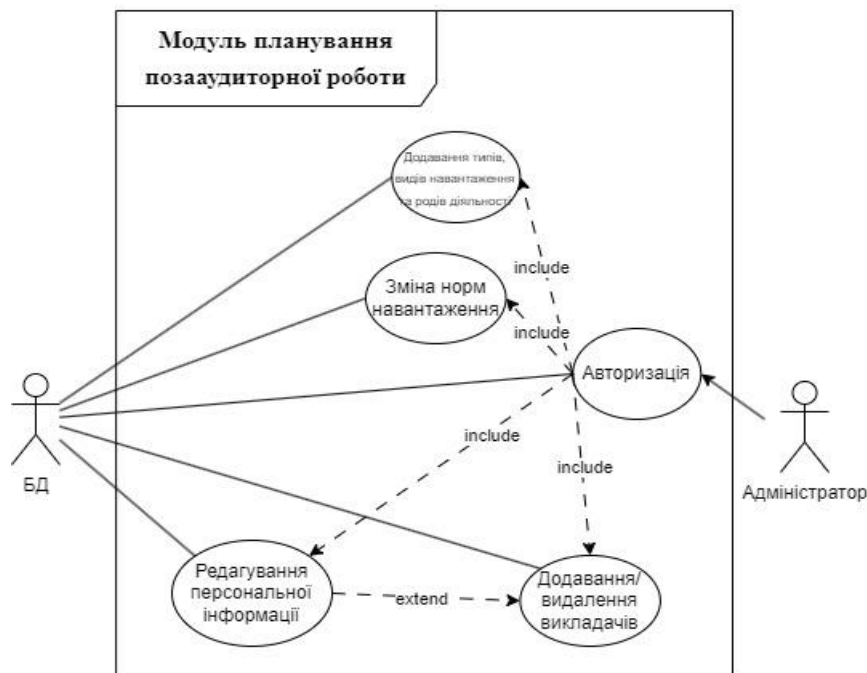 Модуль планування
позааудиторної роботи
Додавання типів,
видів навантаження
та родів діяльності
include
Зміна норм
навантаження
include
Авторизація
include
include
БД
Адміністратор
Редагування
персональної
інформації
extend
Додавання/
видалення
викладачів